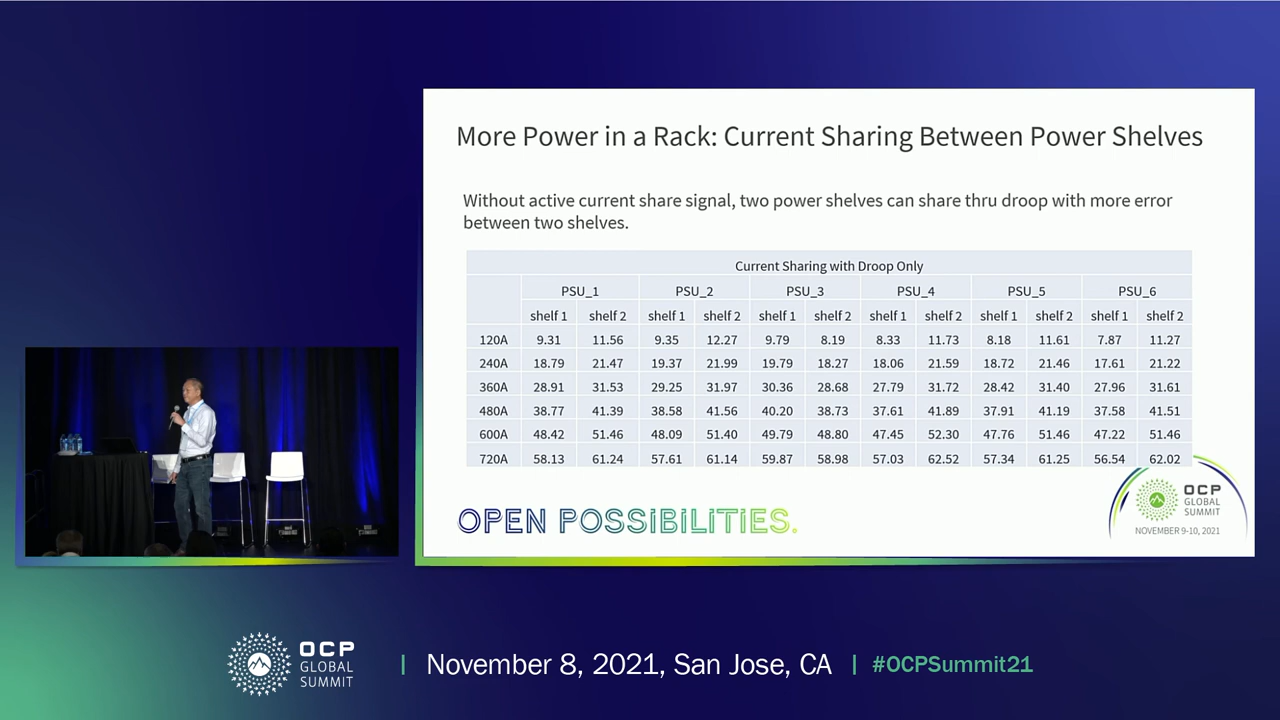 More Power in a Rack: Current Sharing Between Power Shelves
Without active current share signal, two power shelves can share thru droop with more error
between two shelves.
Current Sharing with Droop Only
PSU_1 PSU_2 PSU_3 PSU_4 PSU_5 PSU_6
shelf 1 shelf 2 shelf 1 shelf 2 shelf 1 shelf 2 shelf 1 shelf 2 shelf 1 shelf 2 shelf 1 shelf 2
120A 9.31 11.56 9.35 12.27 9.79 8.19 8.33 11.73 8.18 11.61 7.87 11.27
240A 18.79 21.47 19.37 21.99 19.79 18.27 18.06 21.59 18.72 21.46 17.61 21.22
360A 28.91 31.53 29.25 31.97 30.36 28.68 27.79 31.72 28.42 31.40 27.96 31.61
480A 38.77 41.39 38.58 41.56 40.20 38.73 37.61 41.89 37.91 41.19 37.58 41.51
600A 48.42 51.46 48.09 51.40 49.79 48.80 47.45 52.30 47.76 51.46 47.22 51.46
720A 58.13 61.24 57.61 61.14 59.87 58.98 57.03 62.52 57.34 61.25 56.54 62.02
OPEN POSSIBILITIES.
OCP
GLOBAL
SUMMIT
NOVEMBER 9-10, 2021
OCP
GLOBAL
SUMMIT
| November 8, 2021, San Jose, CA | #OCPSummit21